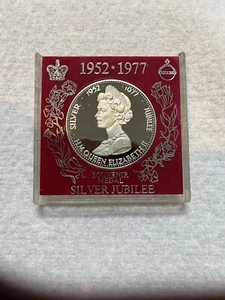 1952·1977
SILVER 1952 1977 JUBILEE
H.M. QUEEN ELIZABETH II
SOUVENIR
MEDAL
SILVER JUBILEE